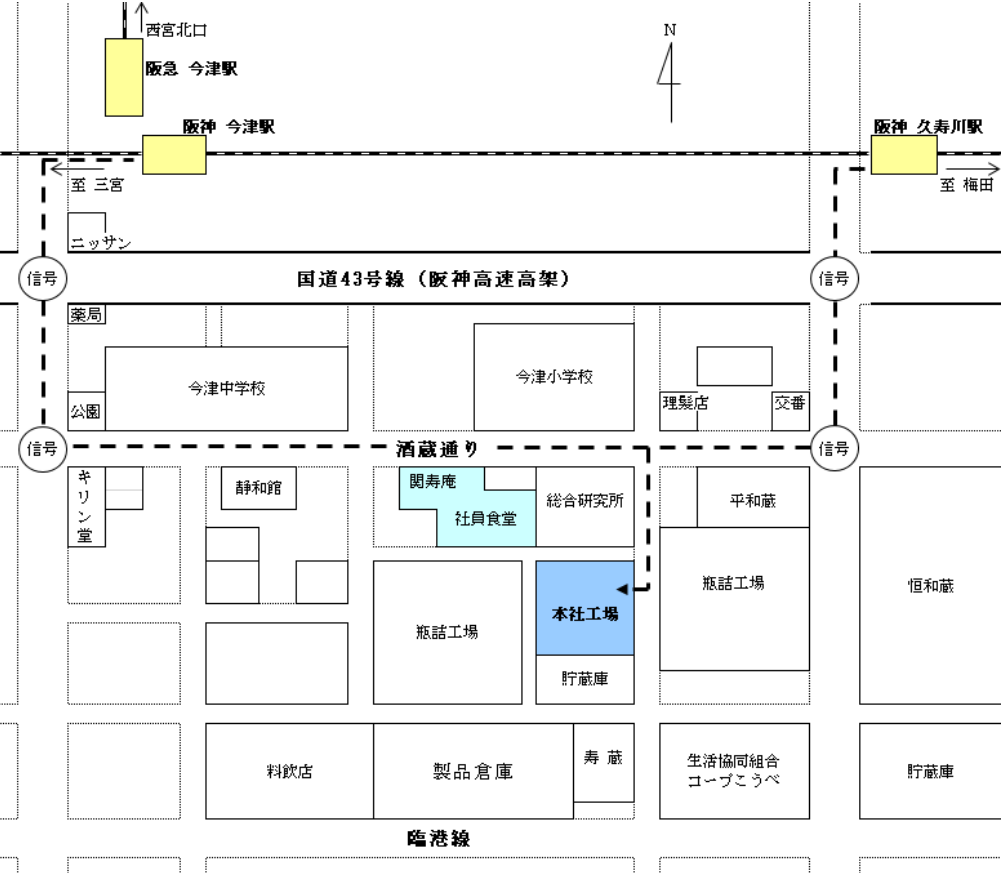 西宮北口
N
阪急 今津駅
阪神 今津駅
阪神 久寿川駅
至 三宮
至 梅田
ニッサン
信号
国道43号線（阪神高速高架）
信号
薬局
今津中学校
今津小学校
公園
理髪店
交番
信号
酒蔵通り
信号
キリン堂
静和館
関寿庵
社員食堂
総合研究所
平和蔵
瓶詰工場
恒和蔵
本社工場
瓶詰工場
貯蔵庫
料飲店
製品倉庫
寿 蔵
生活協同組合
コープこうべ
貯蔵庫
臨港線